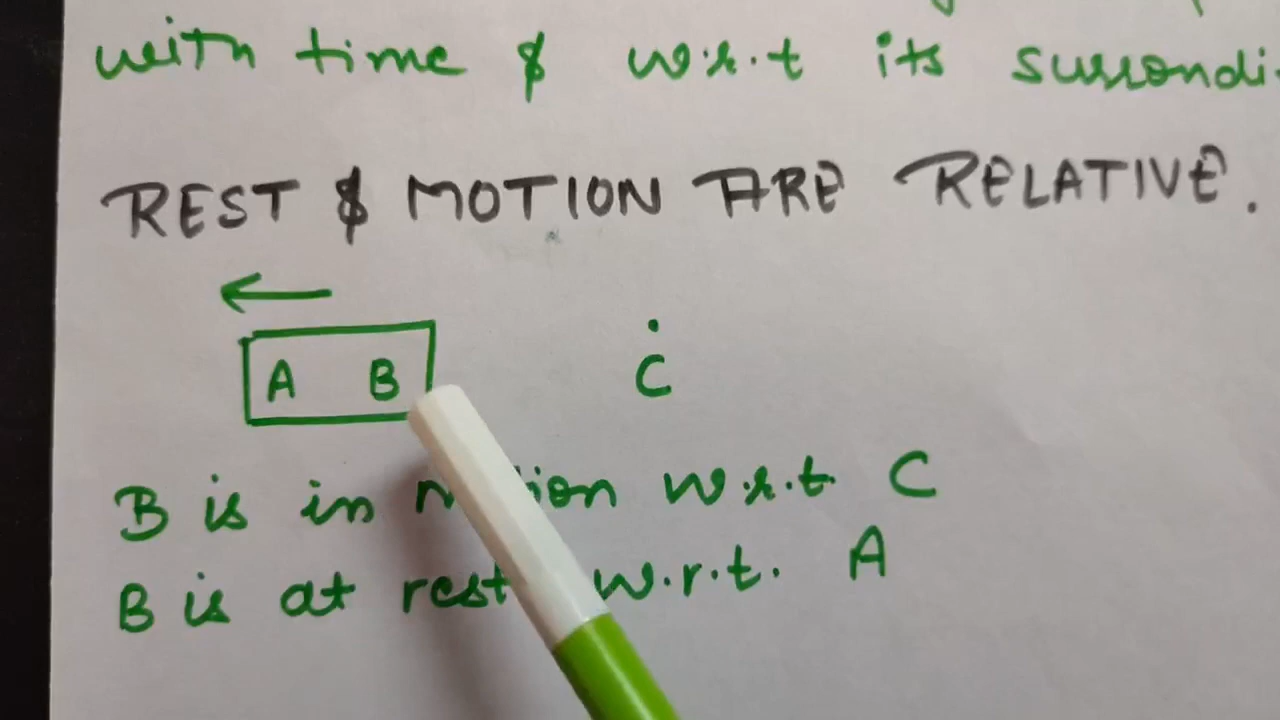 with time & w.r.t its
REST & MOTION ARE RELATIVE.
A B
C
B is in w.r.t. C
B is at rest w.r.t. A